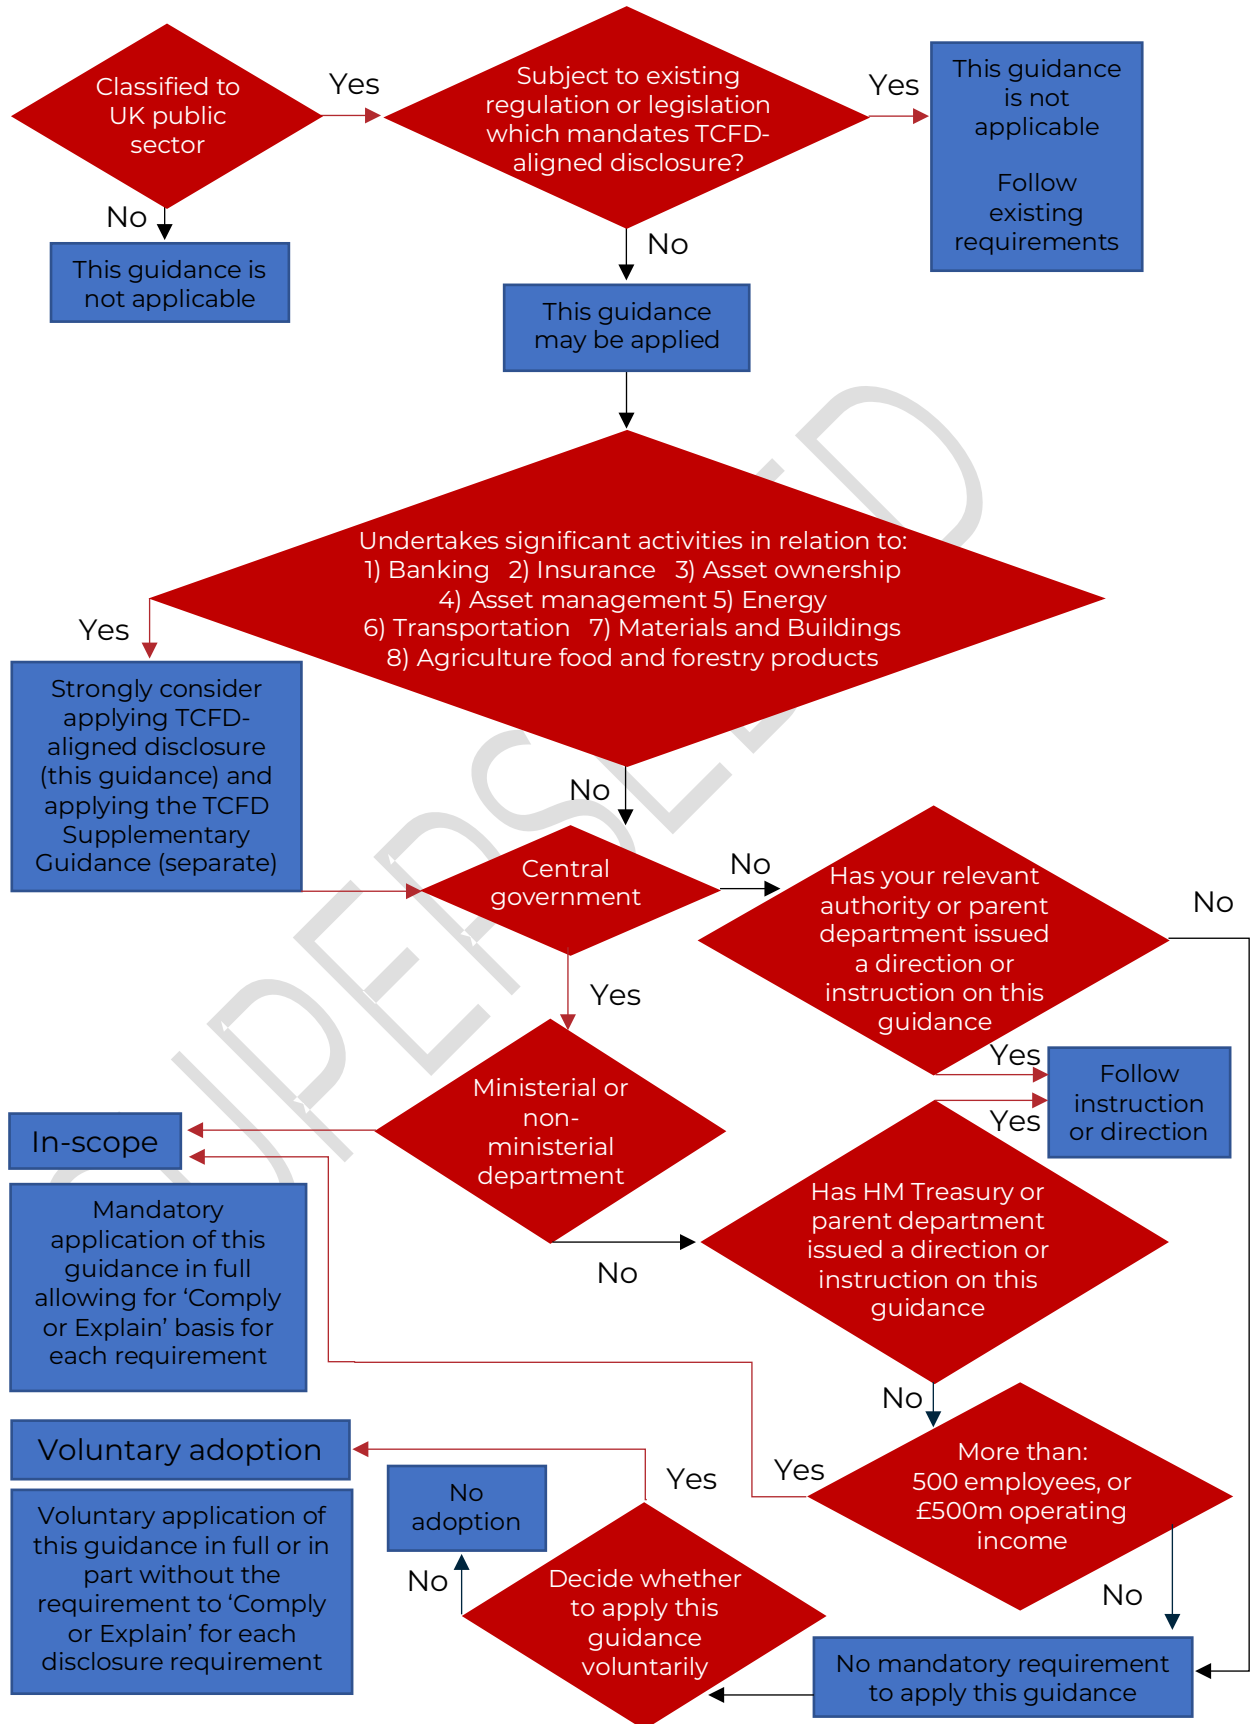 Classified to
UK public
sector
Yes
Subject to existing
regulation or legislation
which mandates TCFD-
aligned disclosure?
Yes
This guidance
is not
applicable
Follow
existing
requirements
No
This guidance is
not applicable
No
This guidance
may be applied
Undertakes significant activities in relation to:
1) Banking 2) Insurance 3) Asset ownership
4) Asset management 5) Energy
6) Transportation 7) Materials and Buildings
8) Agriculture food and forestry products
Yes
Strongly consider
applying TCFD-
aligned disclosure
(this guidance) and
applying the TCFD
Supplementary
Guidance (separate)
No
Central
government
No
Has your relevant
authority or parent
department issued
a direction or
instruction on this
guidance
No
Yes
Yes
Follow
instruction
or direction
Ministerial or
non-
ministerial
department
In-scope
Mandatory
application of this
guidance in full
allowing for ‘Comply
or Explain’ basis for
each requirement
No
Yes
Has HM Treasury or
parent department
issued a direction or
instruction on this
guidance
No
More than:
500 employees, or
£500m operating
income
Yes
No
Voluntary adoption
Voluntary application of
this guidance in full or in
part without the
requirement to ‘Comply
or Explain’ for each
disclosure requirement
Yes
No
adoption
No
Decide whether
to apply this
guidance
voluntarily
No mandatory requirement
to apply this guidance
SUPERSEDED